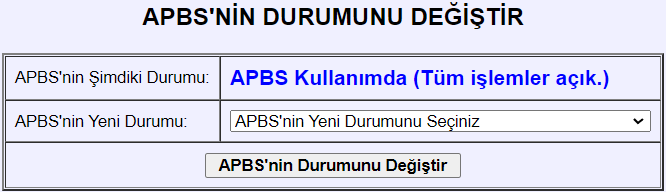 APBS'NİN DURUMUNU DEĞİŞTİR
APBS'nin Şimdiki Durumu: APBS Kullanımda (Tüm işlemler açık.)
APBS'nin Yeni Durumu: APBS'nin Yeni Durumunu Seçiniz
APBS'nin Durumunu Değiştir